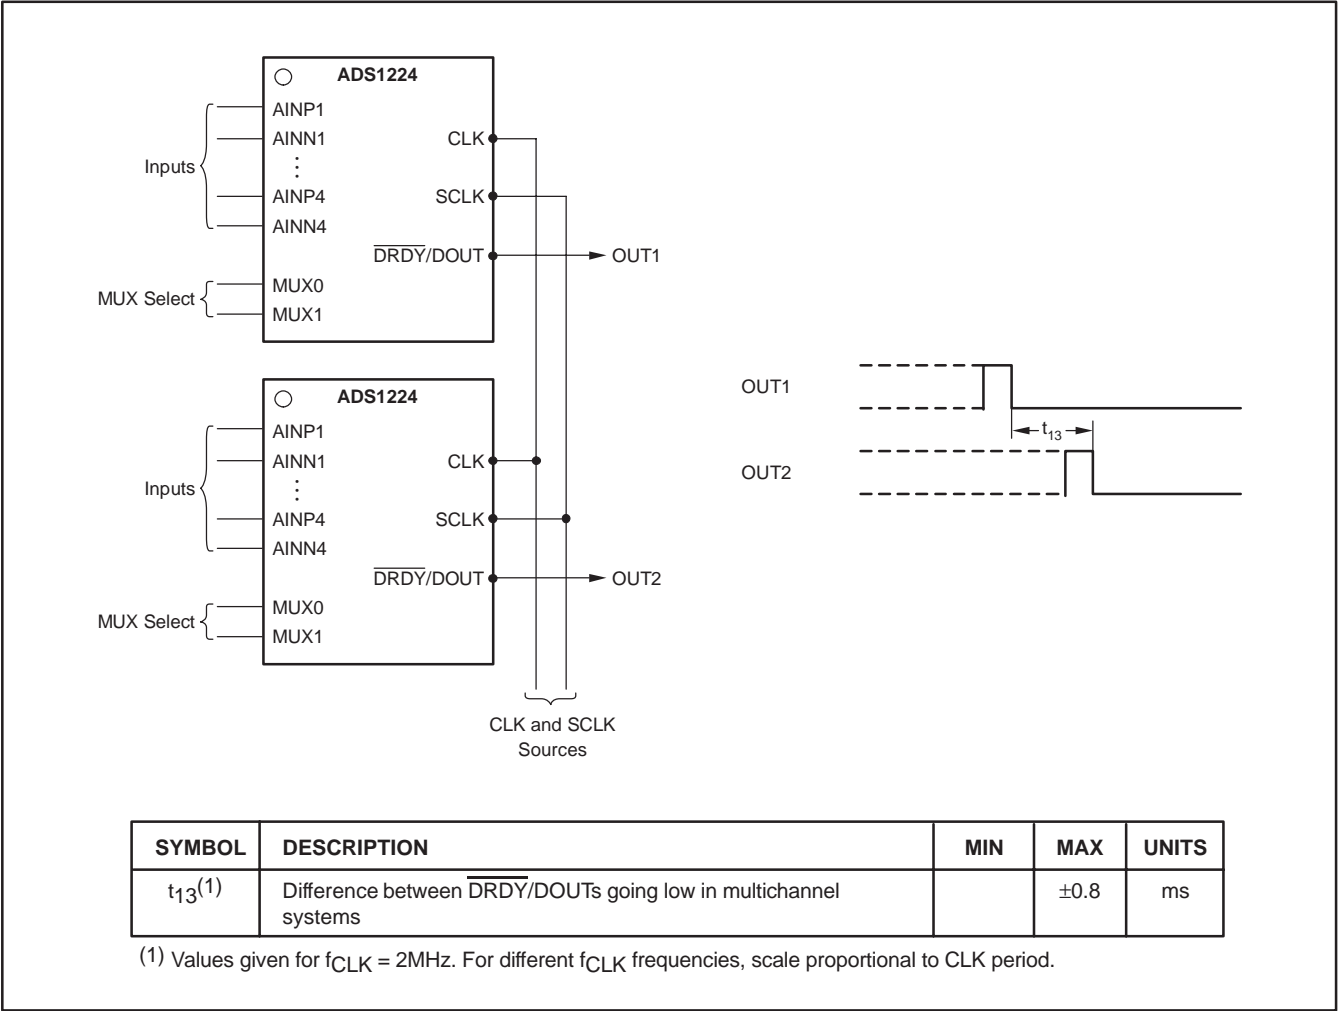 ADS1224
AINP1
AINN1
CLK
Inputs
AINP4
SCLK
AINN4
DRDY/DOUT
OUT1
MUX0
MUX Select
MUX1
ADS1224
AINP1
AINN1
CLK
Inputs
AINP4
SCLK
AINN4
DRDY/DOUT
OUT2
MUX0
MUX Select
MUX1
CLK and SCLK
Sources
OUT1
t13
OUT2
SYMBOL DESCRIPTION MIN MAX UNITS
t13(1) Difference between DRDY/DOUTs going low in multichannel ±0.8 ms
systems
(1) Values given for fCLK = 2MHz. For different fCLK frequencies, scale proportional to CLK period.